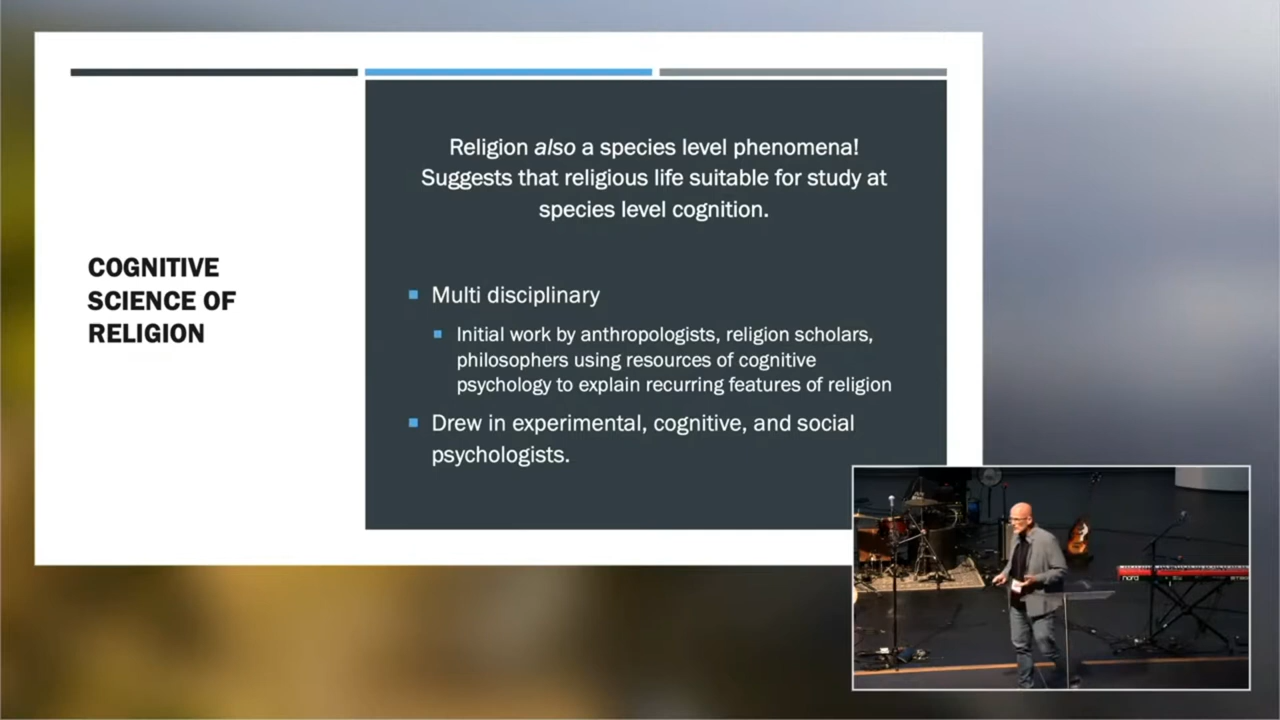 COGNITIVE
SCIENCE OF
RELIGION
Religion also a species level phenomena!
Suggests that religious life suitable for study at
species level cognition.
Multi disciplinary
Initial work by anthropologists, religion scholars,
philosophers using resources of cognitive
psychology to explain recurring features of religion
Drew in experimental, cognitive, and social
psychologists.
nord